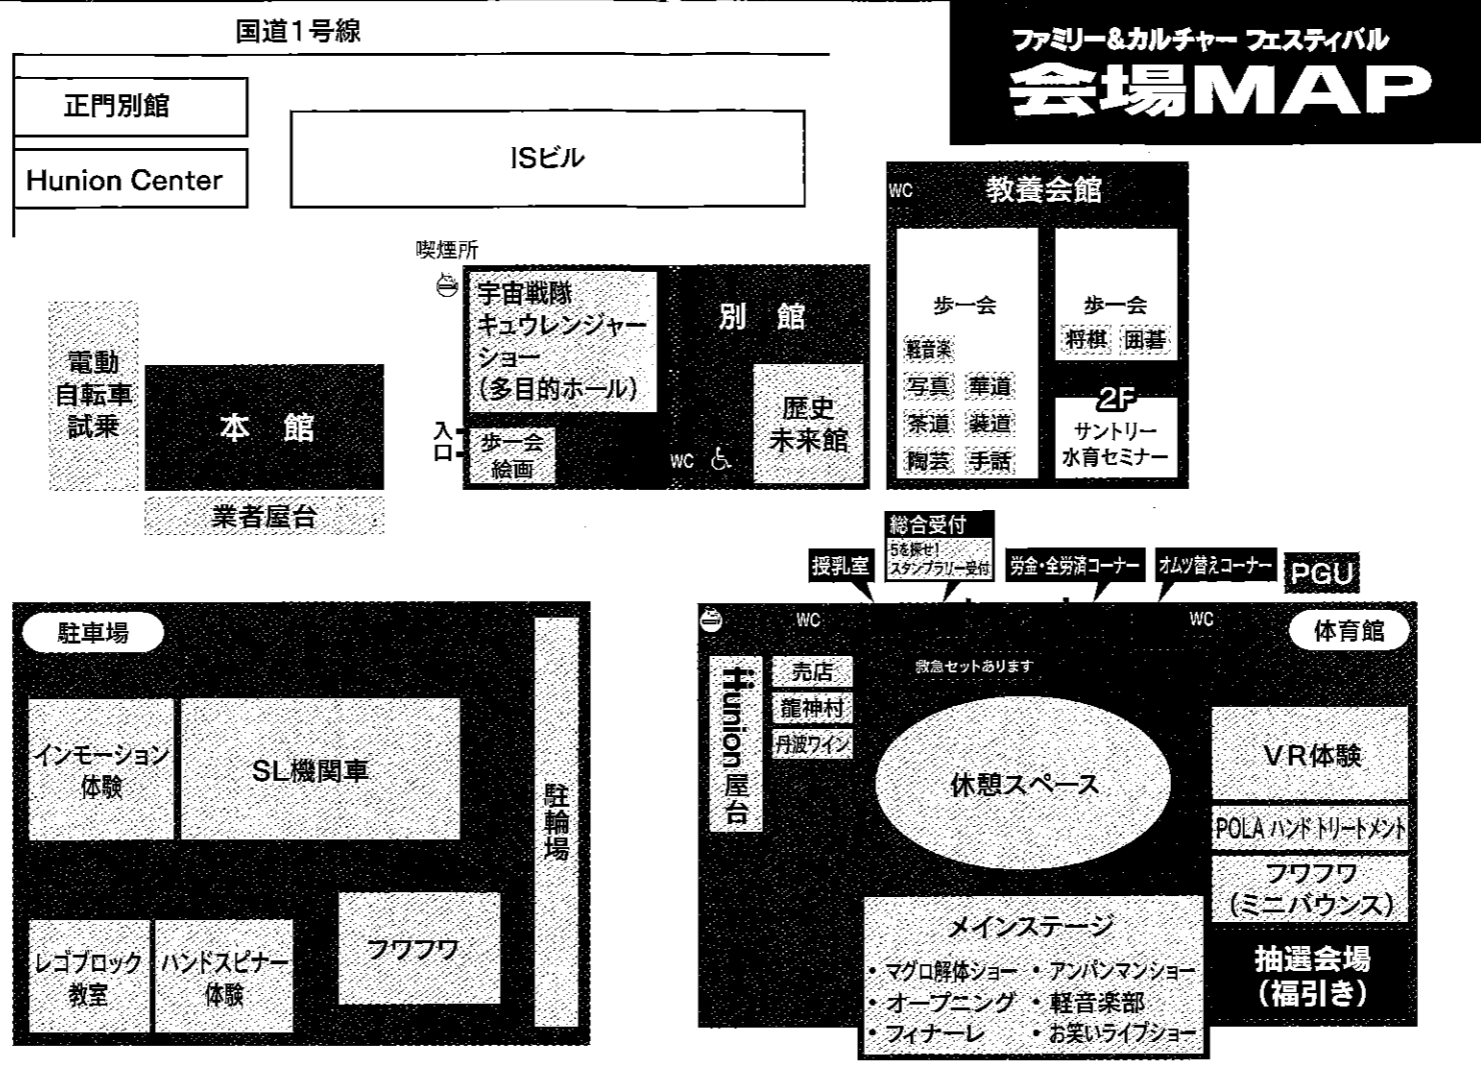 国道1号線
ファミリー&カルチャー フェスティバル
会場MAP
正門別館
Hunion Center
ISビル
WC
教養会館
歩一会
軽音楽
写真 華道
茶道 装道
陶芸 手話
歩一会
将棋 囲碁
2F
サントリー
水育セミナー
喫煙所
宇宙戦隊
キュウレンジャー
ショー
(多目的ホール)
別館
歴史
未来館
入口
歩一会
絵画
WC
電動
自転車
試乗
本館
業者屋台
授乳室
総合受付
5を探せ!
スタンプラリー受付
労金・全労済コーナー
オムツ替えコーナー
PGU
駐車場
インモーション
体験
SL機関車
駐輪場
レゴブロック
教室
ハンドスピナー
体験
フワフワ
WC
WC
体育館
救急セットあります
Hunion屋台
売店
龍神村
丹波ワイン
休憩スペース
VR体験
POLA ハンドトリートメント
フワフワ
(ミニバウンス)
抽選会場
(福引き)
メインステージ
・マグロ解体ショー ・アンパンマンショー
・オープニング ・軽音楽部
・フィナーレ ・お笑いライブショー